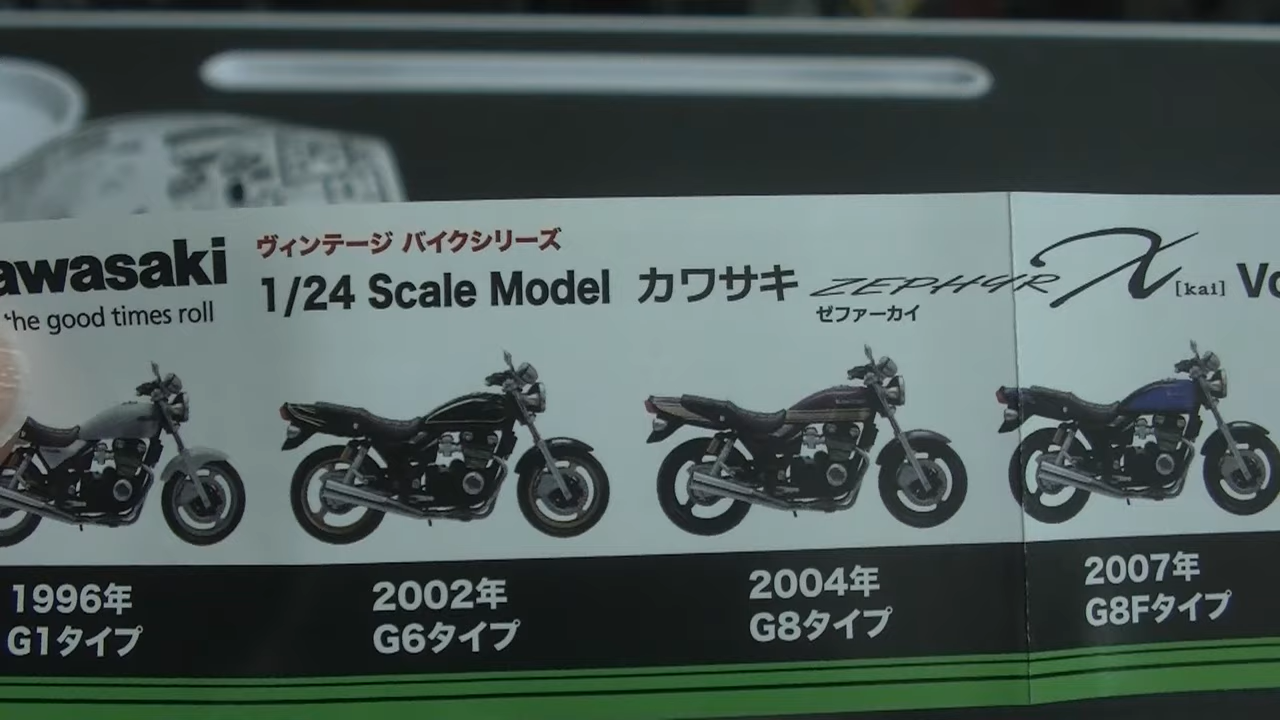 awasaki
the good times roll
ヴィンテージ バイクシリーズ
1/24 Scale Model カワサキ ZEPHYR χ [kai] Vo
ゼファーカイ
1996年
G1タイプ
2002年
G6タイプ
2004年
G8タイプ
2007年
G8Fタイプ